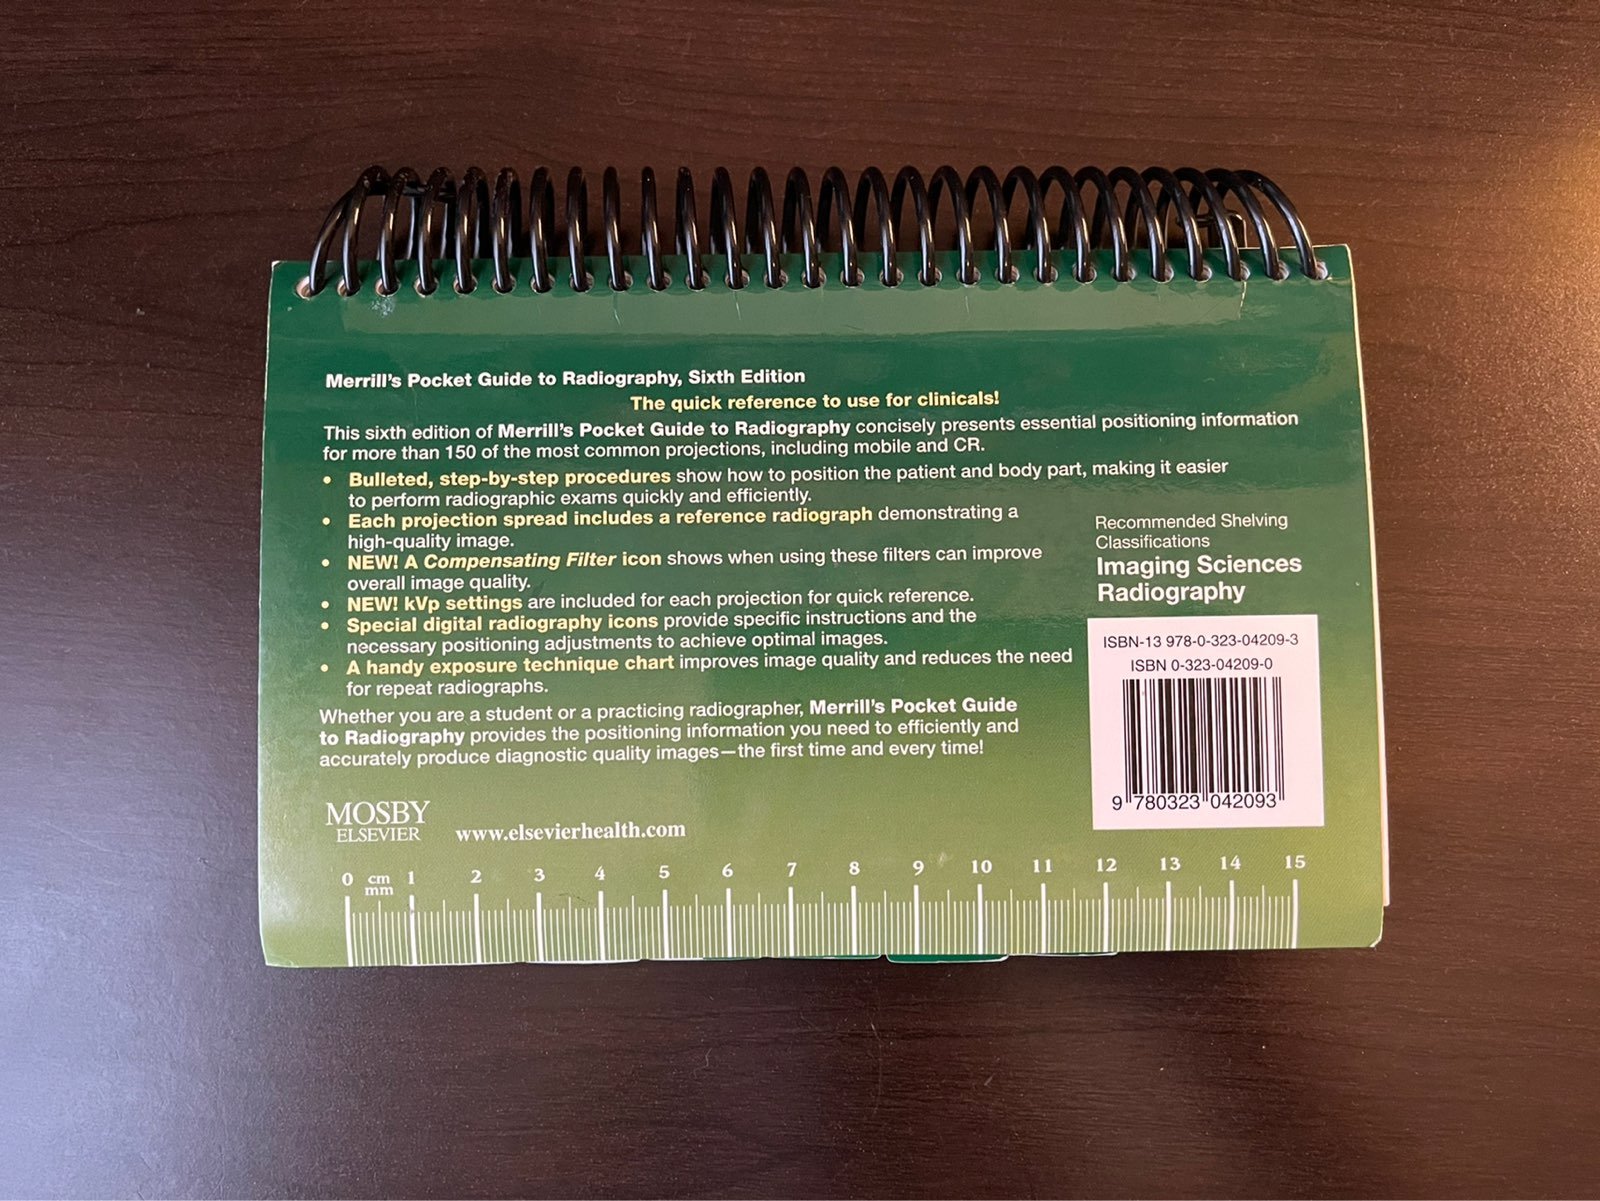 Merrill's Pocket Guide to Radiography, Sixth Edition
The quick reference to use for clinicals!
This sixth edition of Merrill's Pocket Guide to Radiography concisely presents essential positioning information
for more than 150 of the most common projections, including mobile and CR.
• Bulleted, step-by-step procedures show how to position the patient and body part, making it easier
to perform radiographic exams quickly and efficiently.
• Each projection spread includes a reference radiograph demonstrating a
high-quality image.
• NEW! A Compensating Filter icon shows when using these filters can improve
overall image quality.
• NEW! kVp settings are included for each projection for quick reference.
• Special digital radiography icons provide specific instructions and the
necessary positioning adjustments to achieve optimal images.
• A handy exposure technique chart improves image quality and reduces the need
for repeat radiographs.
Whether you are a student or a practicing radiographer, Merrill's Pocket Guide
to Radiography provides the positioning information you need to efficiently and
accurately produce diagnostic quality images—the first time and every time!
Recommended Shelving
Classifications
Imaging Sciences
Radiography
ISBN-13 978-0-323-04209-3
ISBN 0-323-04209-0
9 780323 042093
MOSBY
ELSEVIER
www.elsevierhealth.com
0 cm 1 2 3 4 5 6 7 8 9 10 11 12 13 14 15
mm